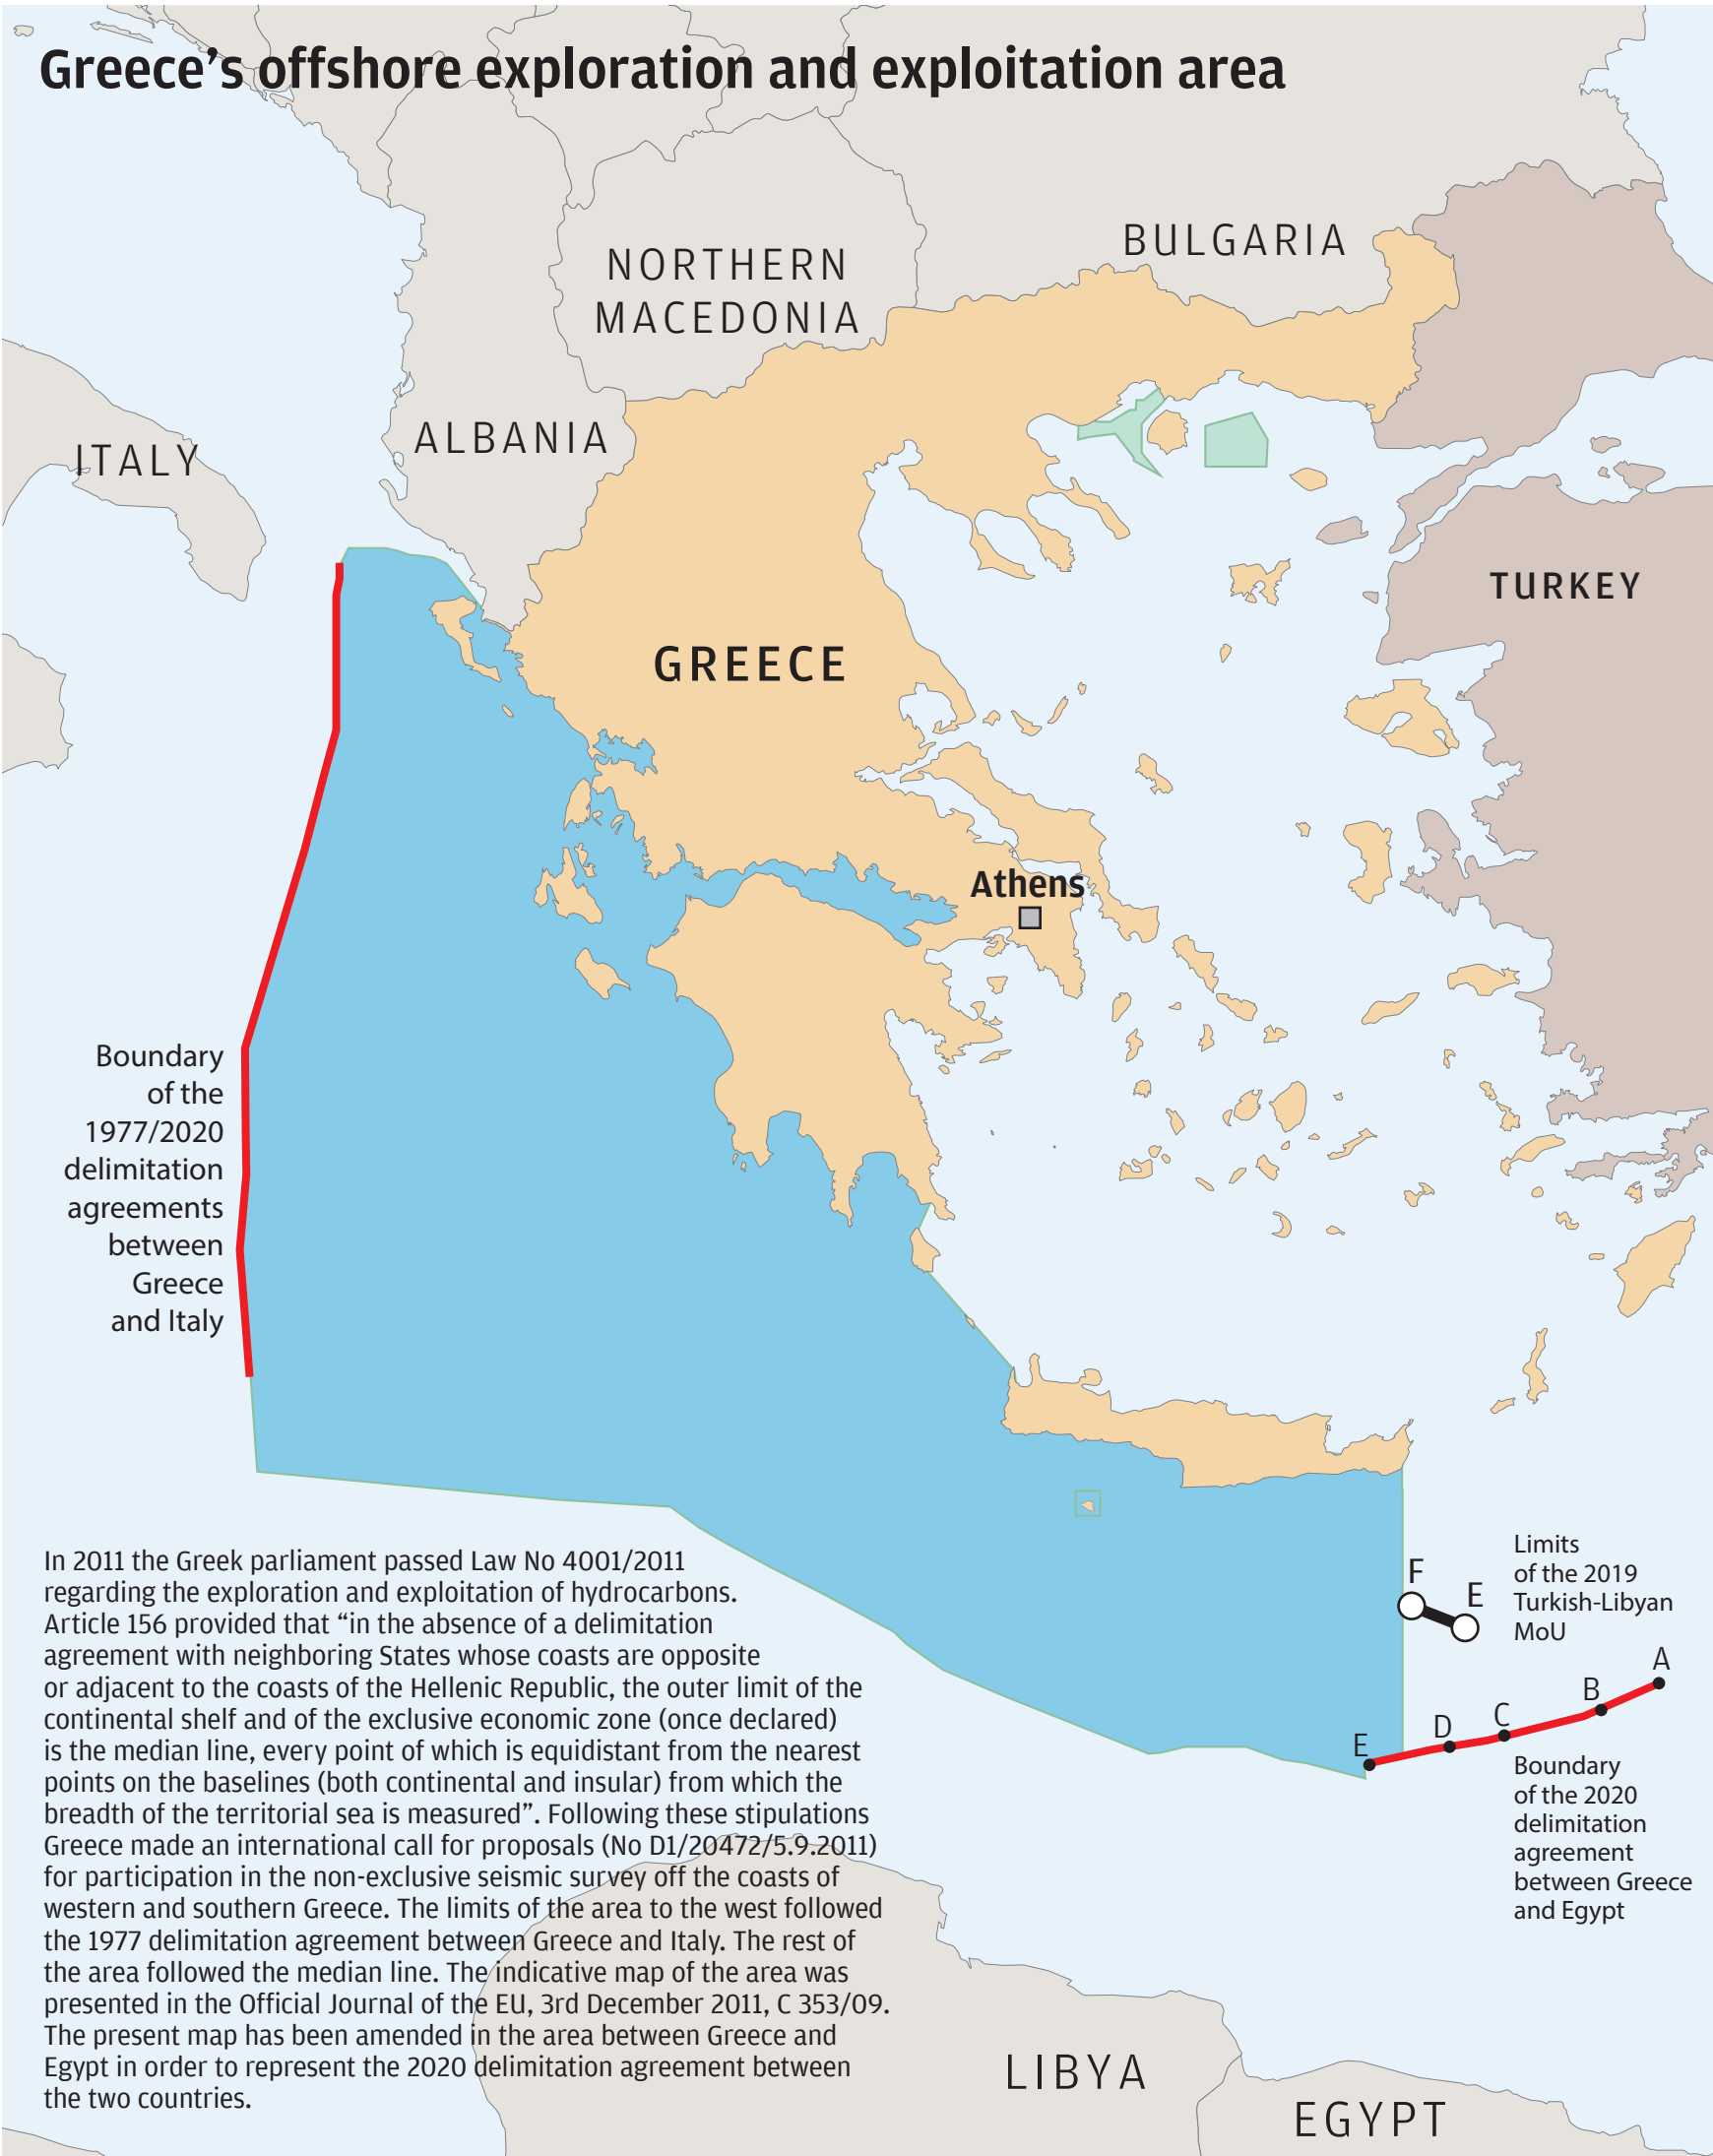 Greece’s offshore exploration and exploitation area
BULGARIA
NORTHERN
MACEDONIA
ALBANIA
ITALY
TURKEY
GREECE
Athens
Boundary
of the
1977/2020
delimitation
agreements
between
Greece
and Italy
In 2011 the Greek parliament passed Law No 4001/2011
regarding the exploration and exploitation of hydrocarbons.
Article 156 provided that “in the absence of a delimitation
agreement with neighboring States whose coasts are opposite
or adjacent to the coasts of the Hellenic Republic, the outer limit of the
continental shelf and of the exclusive economic zone (once declared)
is the median line, every point of which is equidistant from the nearest
points on the baselines (both continental and insular) from which the
breadth of the territorial sea is measured”. Following these stipulations
Greece made an international call for proposals (No D1/20472/5.9.2011)
for participation in the non-exclusive seismic survey off the coasts of
western and southern Greece. The limits of the area to the west followed
the 1977 delimitation agreement between Greece and Italy. The rest of
the area followed the median line. The indicative map of the area was
presented in the Official Journal of the EU, 3rd December 2011, C 353/09.
The present map has been amended in the area between Greece and
Egypt in order to represent the 2020 delimitation agreement between
the two countries.
F
E
Limits
of the 2019
Turkish-Libyan
MoU
A
B
C
D
E
Boundary
of the 2020
delimitation
agreement
between Greece
and Egypt
LIBYA
EGYPT